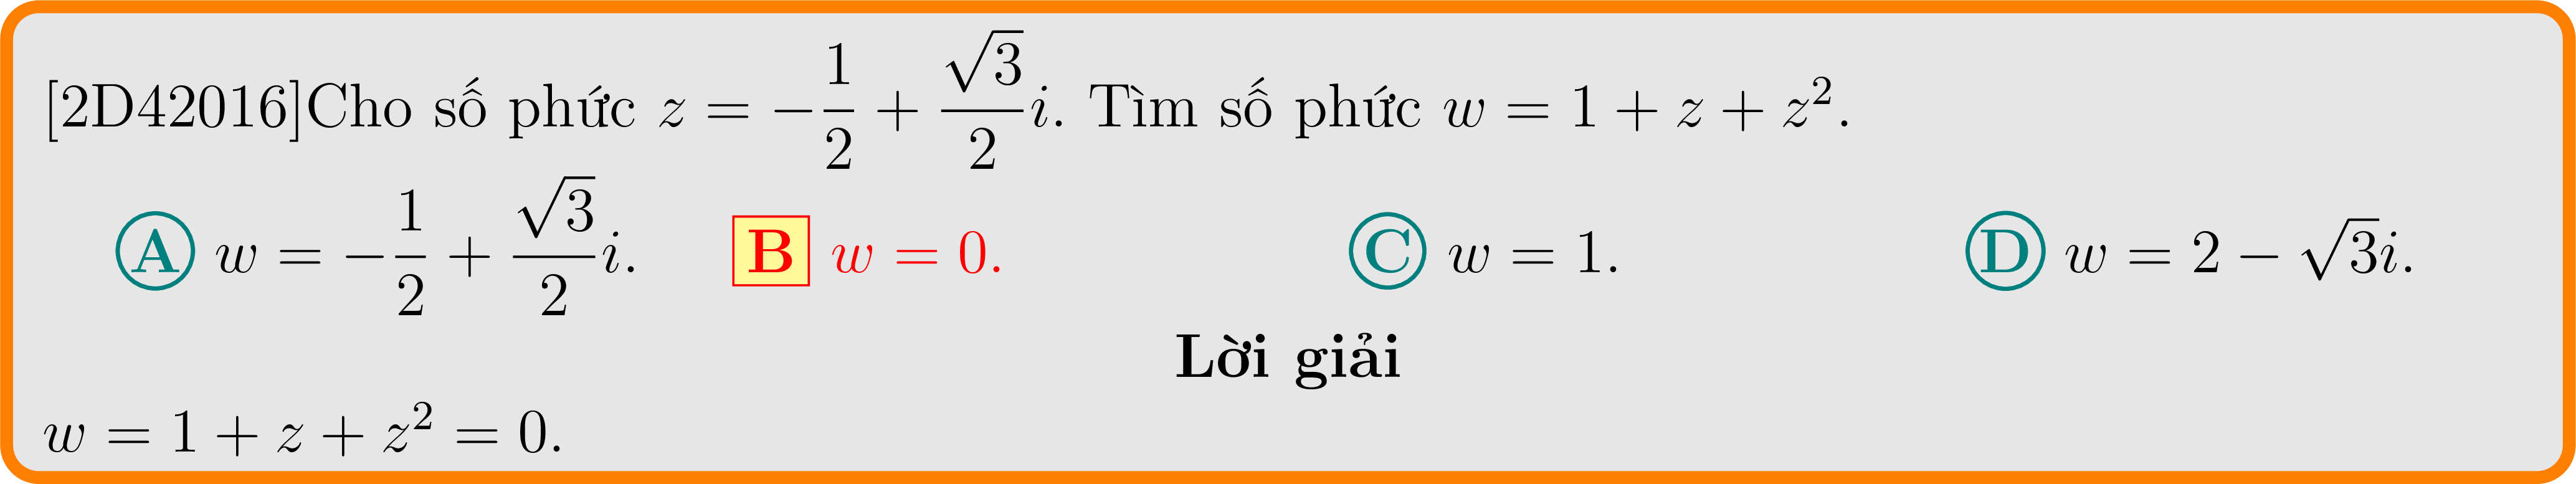 [2D42016]Cho số phức $z = -\frac{1}{2} + \frac{\sqrt{3}}{2}i$. Tìm số phức $w = 1 + z + z^2$.
A $w = -\frac{1}{2} + \frac{\sqrt{3}}{2}i$. B $w = 0$. C $w = 1$. D $w = 2 - \sqrt{3}i$.
Lời giải
$w = 1 + z + z^2 = 0$.